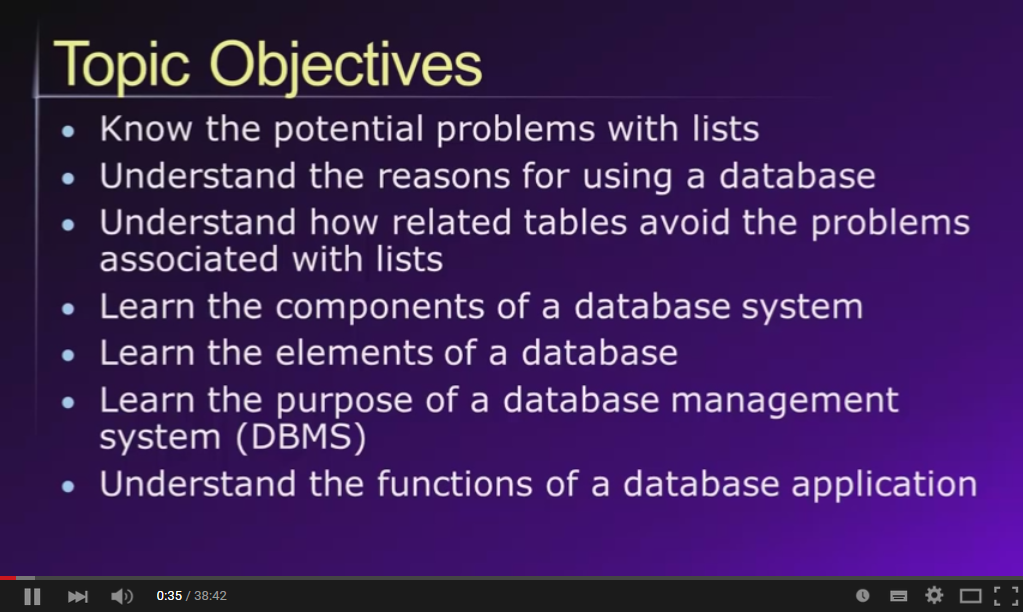 Topic Objectives
• Know the potential problems with lists
• Understand the reasons for using a database
• Understand how related tables avoid the problems
associated with lists
• Learn the components of a database system
• Learn the elements of a database
• Learn the purpose of a database management
system (DBMS)
• Understand the functions of a database application
0:35 / 38:42